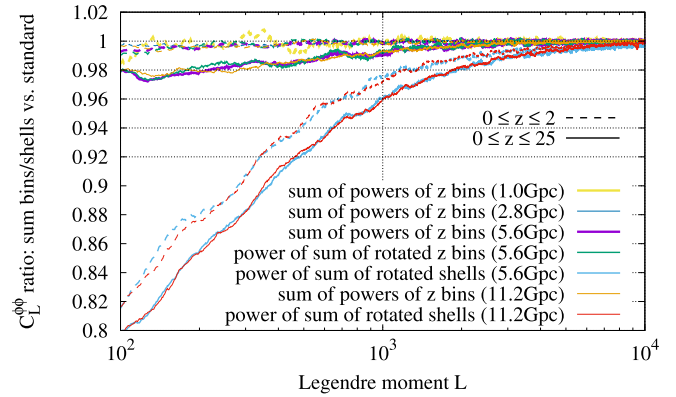 1.02
1
0.98
0.96
0.94
0.92
0.9
0.88
0.86
0.84
0.82
0.8
C_L^ϕϕ ratio: sum bins/shells vs. standard
0 ≤ z ≤ 2
0 ≤ z ≤ 25
sum of powers of z bins (1.0Gpc)
sum of powers of z bins (2.8Gpc)
sum of powers of z bins (5.6Gpc)
power of sum of rotated z bins (5.6Gpc)
power of sum of rotated shells (5.6Gpc)
sum of powers of z bins (11.2Gpc)
power of sum of rotated shells (11.2Gpc)
10^2 10^3 10^4
Legendre moment L